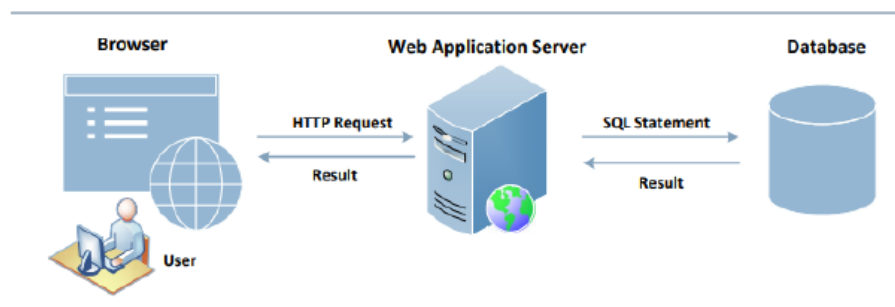 Browser
Web Application Server
Database
HTTP Request
Result
SQL Statement
Result
User